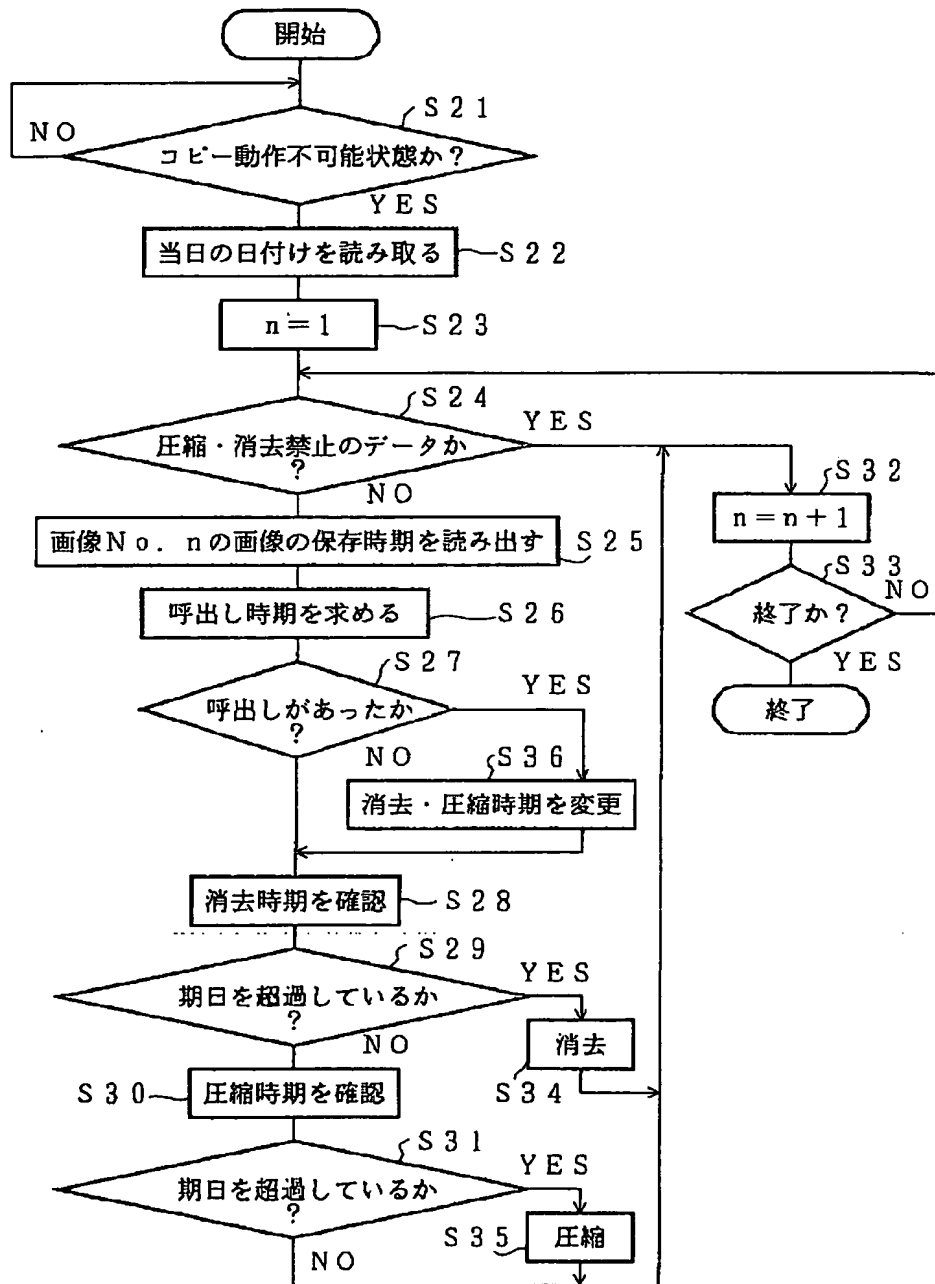 開始
S21
NO
コピー動作不可能状態か？
YES
当日の日付けを読み取る
S22
n＝1
S23
S24
YES
圧縮・消去禁止のデータか
？
NO
S32
n＝n＋1
画像No．nの画像の保存時期を読み出す
S25
S33
NO
終了か？
YES
終了
呼出し時期を求める
S26
S27
YES
呼出しがあったか
？
NO
S36
消去・圧縮時期を変更
消去時期を確認
S28
S29
YES
期日を超過しているか
？
NO
消去
S34
S30
圧縮時期を確認
S31
YES
期日を超過しているか
？
NO
圧縮
S35